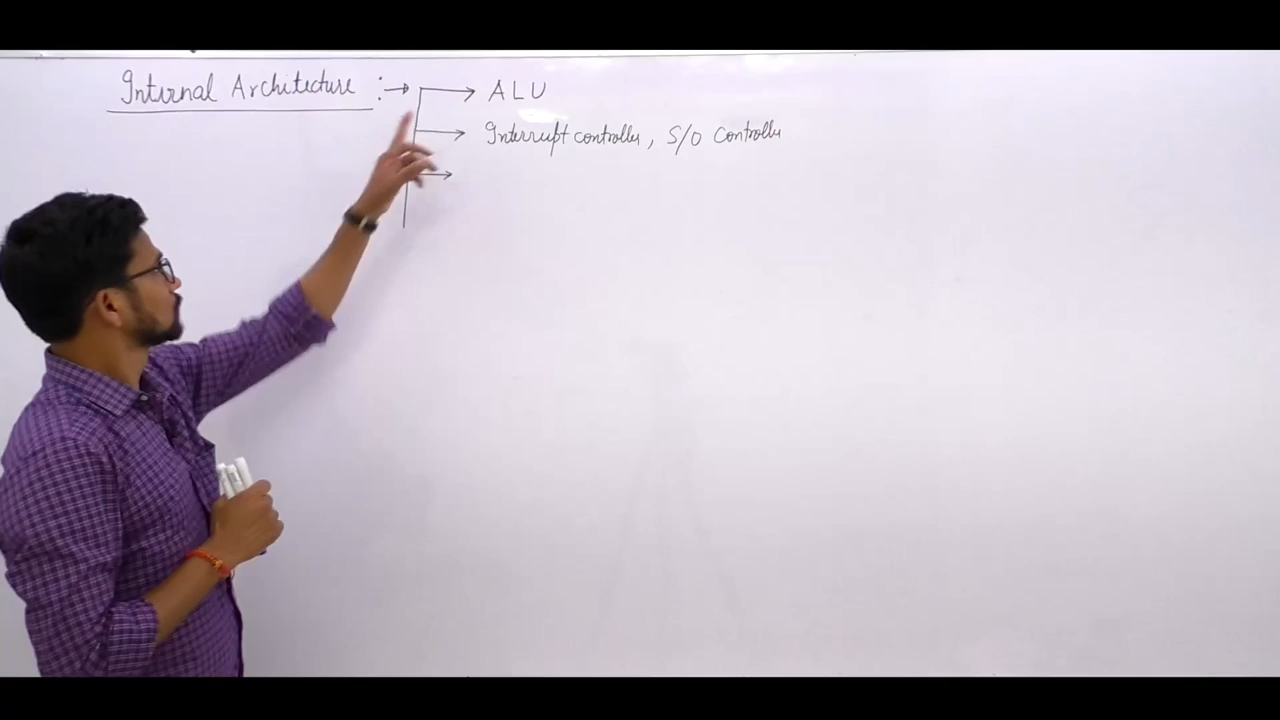 Internal Architecture :→ → ALU
→ Interrupt controller, S/O Controller